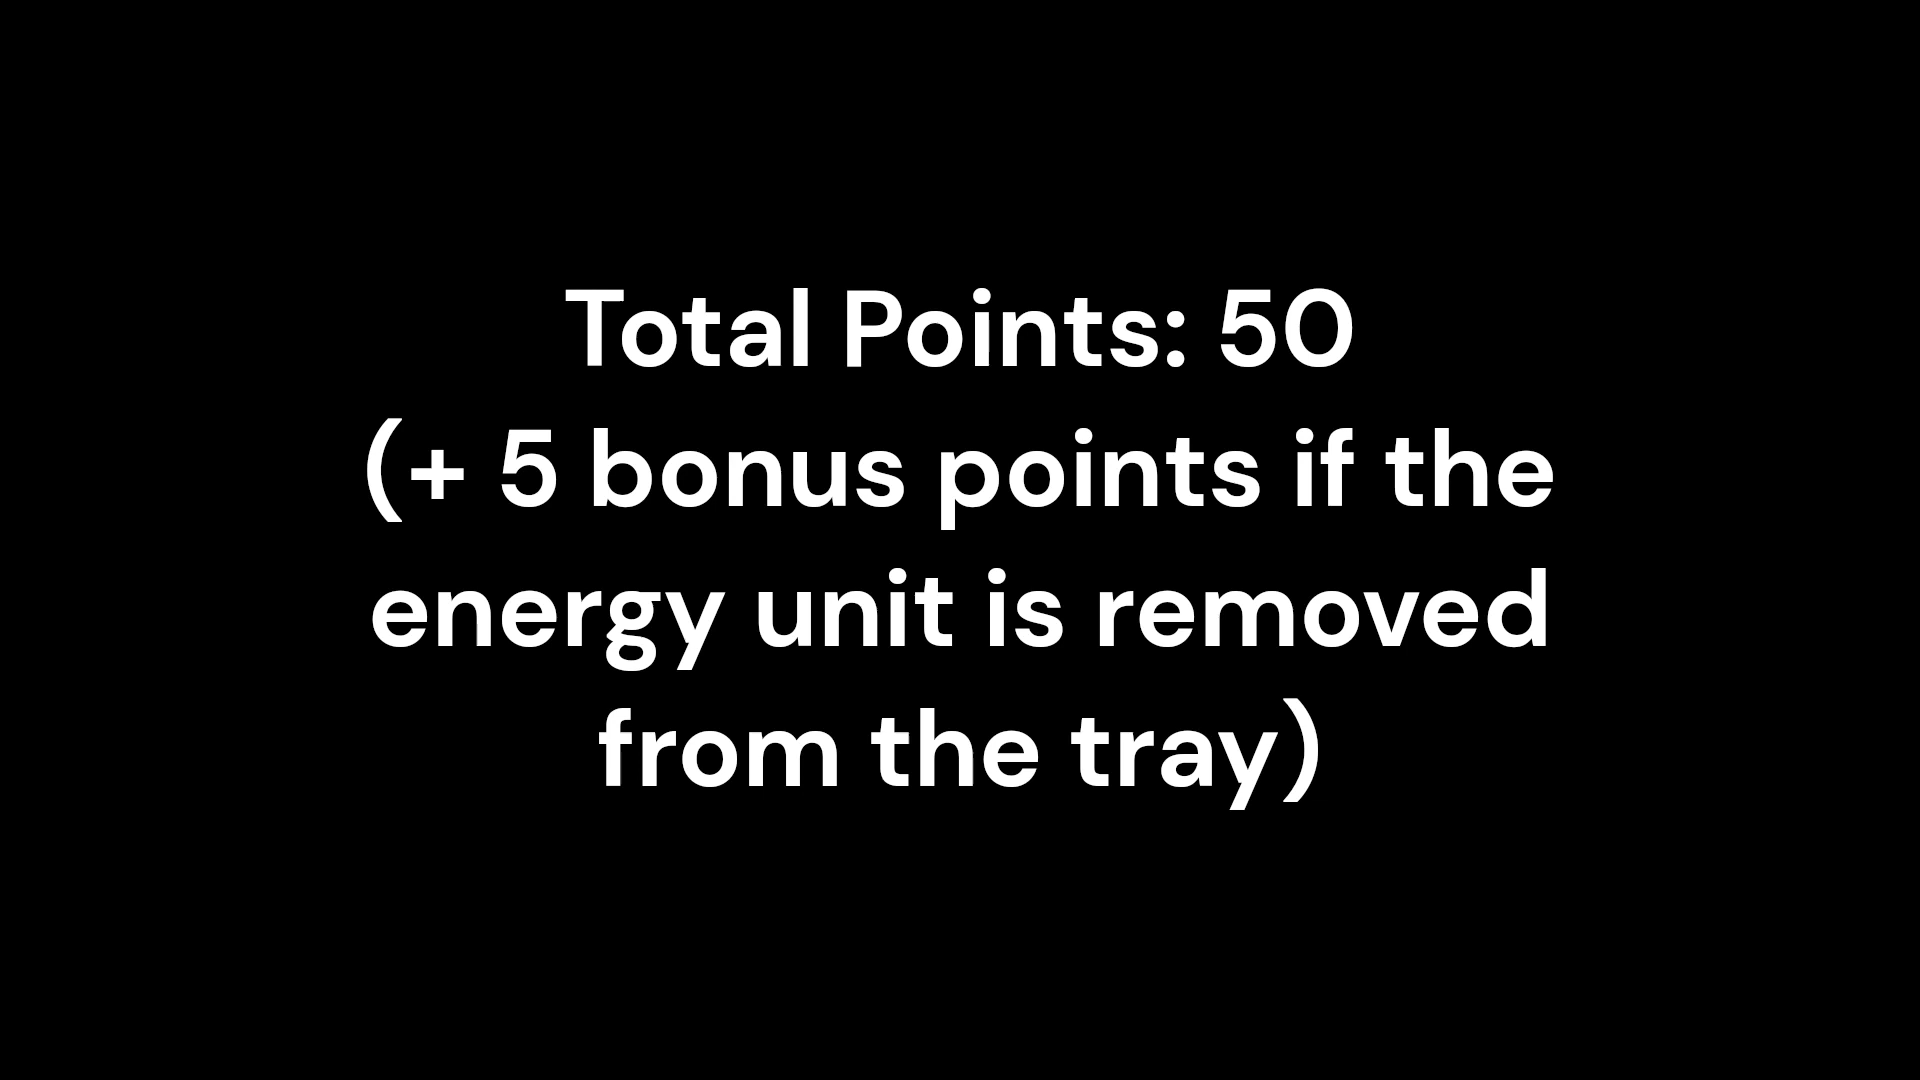 Total Points: 50
(+ 5 bonus points if the
energy unit is removed
from the tray)